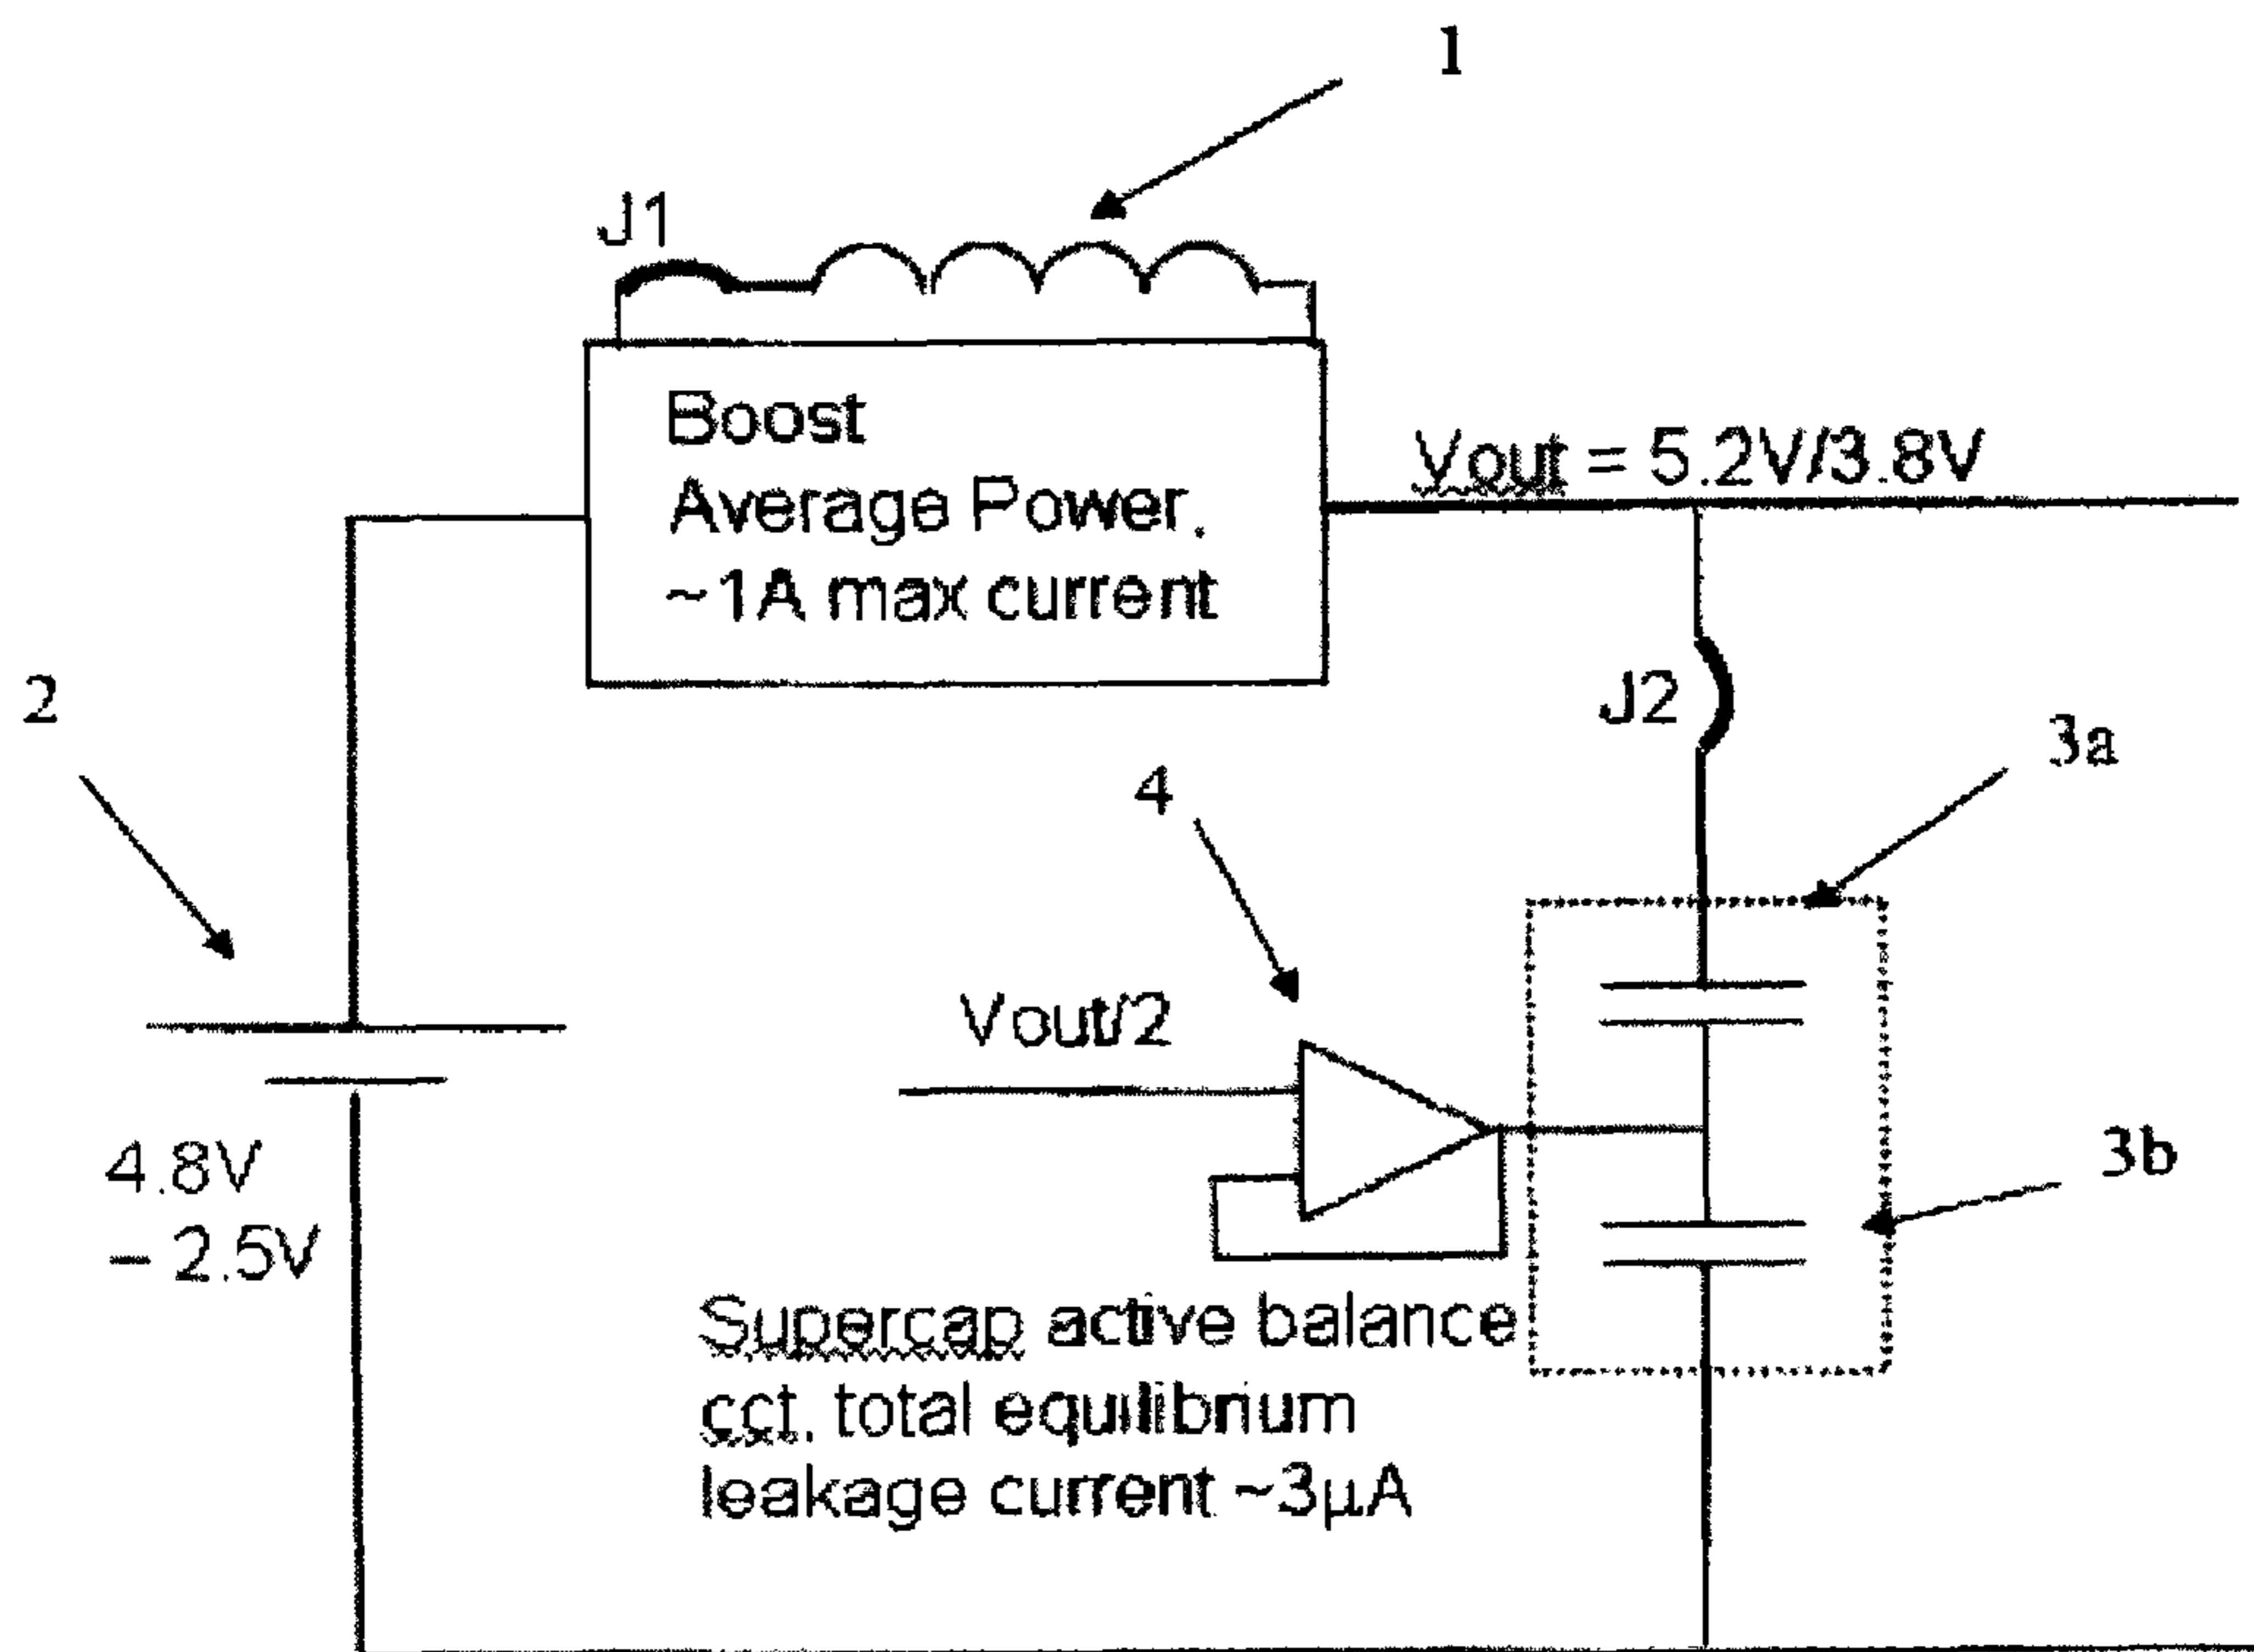 1
J1
Boost
Average Power.
~1A max current
Vout = 5.2V/3.8V
2
J2
3a
4
Vout/2
3b
4.8V
– 2.5V
Supercap active balance
cct. total equilibrium
leakage current ~3µA